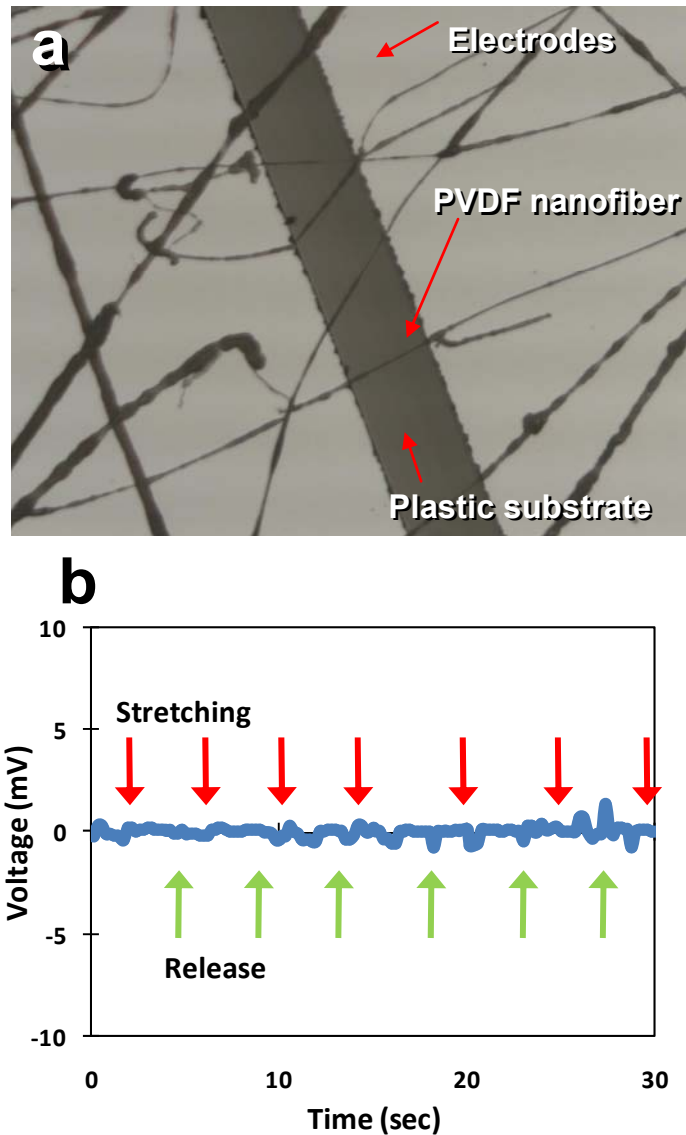 a
Electrodes
PVDF nanofiber
Plastic substrate
b
10
5
0
-5
-10
Voltage (mV)
Stretching
Release
0
10
20
30
Time (sec)